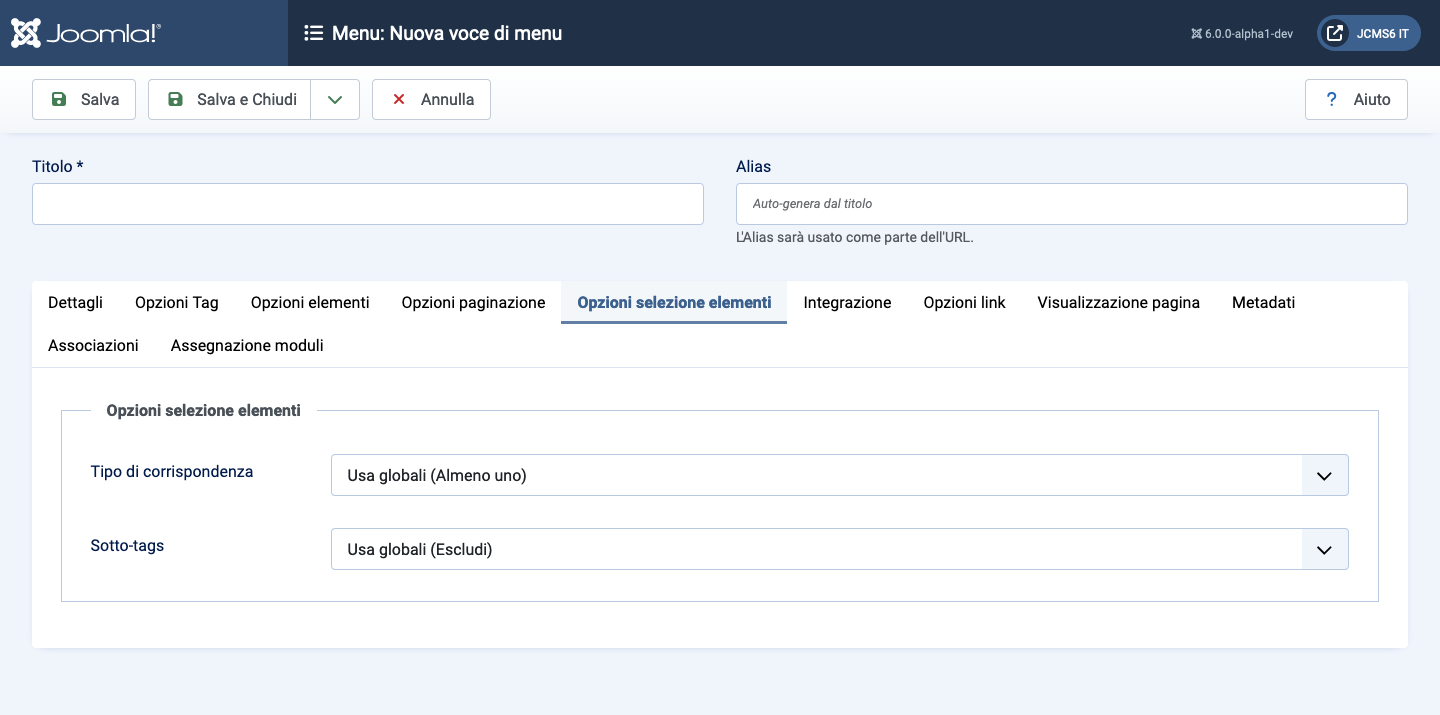 Joomla!®
Menu: Nuova voce di menu
6.0.0-alpha1-dev
JCMS6 IT
Salva
Salva e Chiudi
Annulla
? Aiuto
Titolo *
Alias
Auto-genera dal titolo
L'Alias sarà usato come parte dell'URL.
Dettagli Opzioni Tag Opzioni elementi Opzioni paginazione Opzioni selezione elementi Integrazione Opzioni link Visualizzazione pagina Metadati
Associazioni Assegnazione moduli
Opzioni selezione elementi
Tipo di corrispondenza
Usa globali (Almeno uno)
Sotto-tags
Usa globali (Escludi)